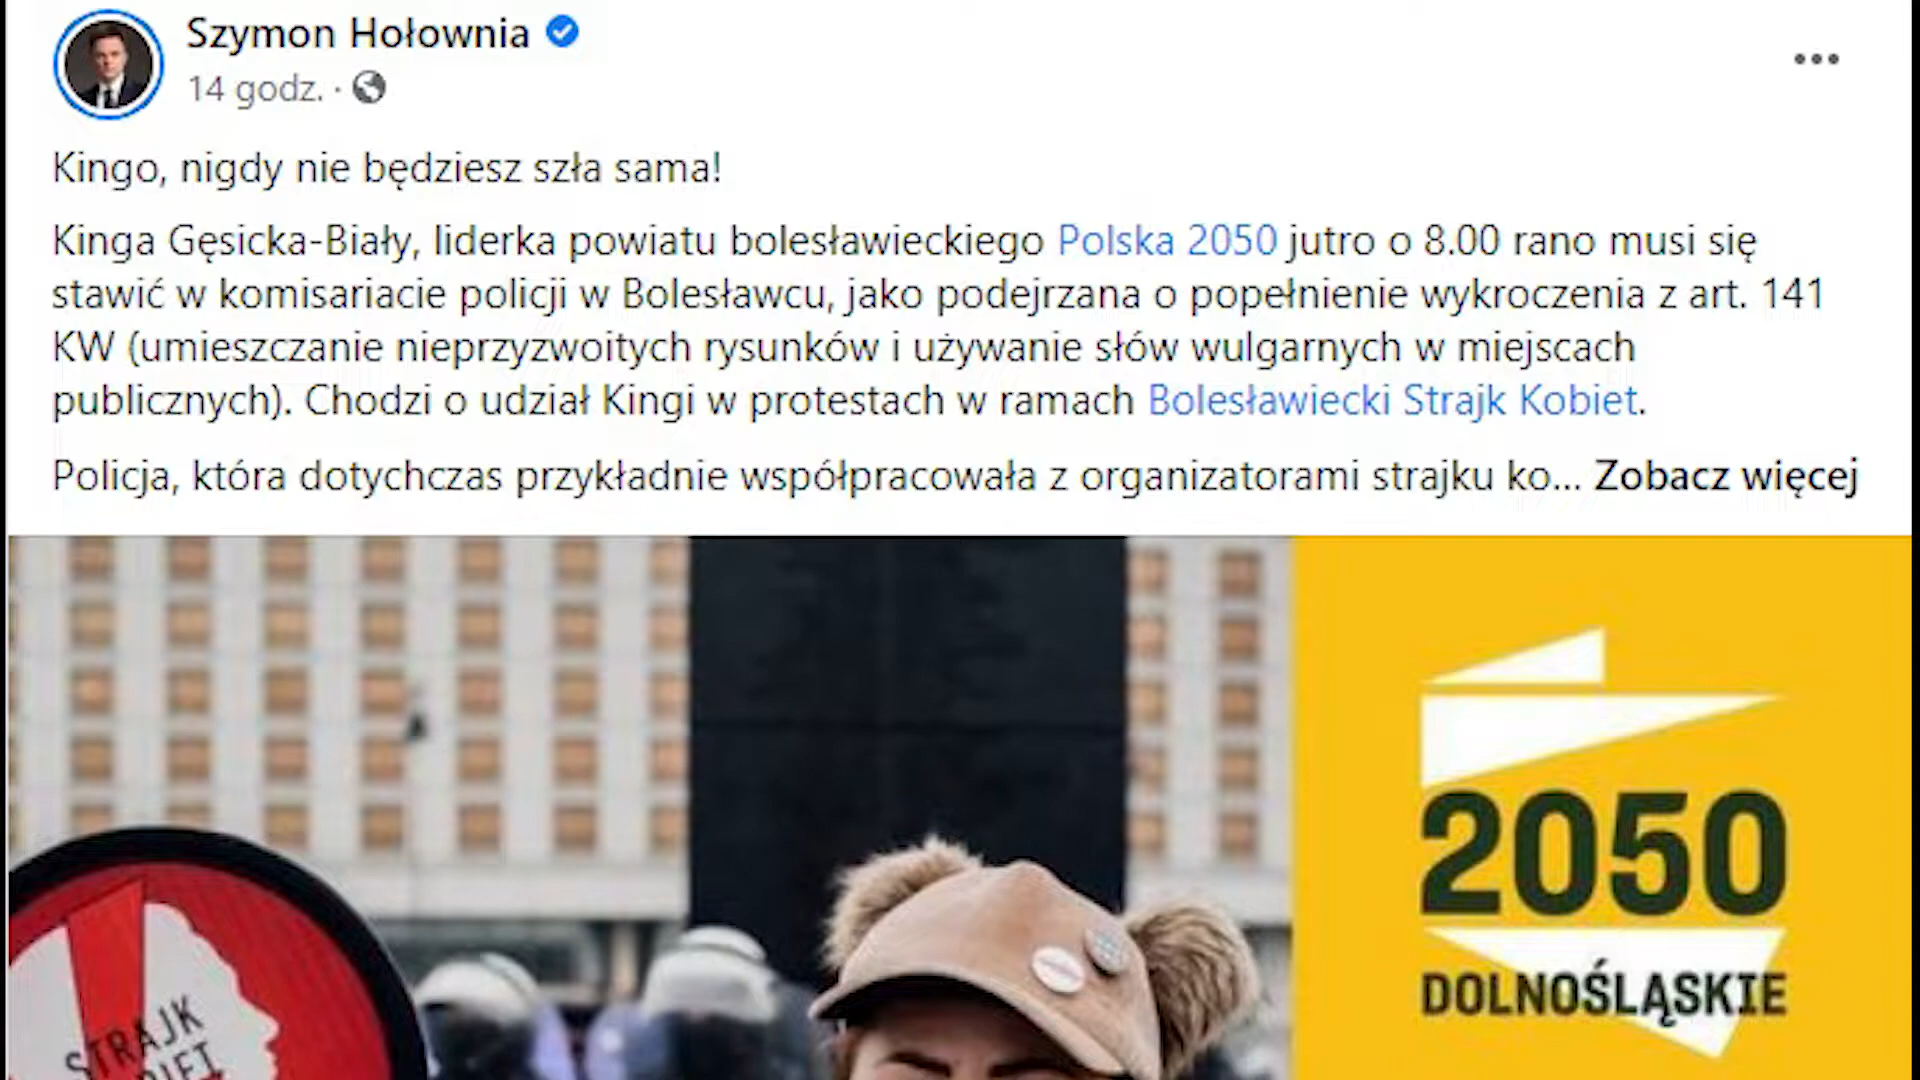 Szymon Hołownia
14 godz. ·
Kingo, nigdy nie będziesz szła sama!
Kinga Gęsicka-Biały, liderka powiatu bolesławieckiego Polska 2050 jutro o 8.00 rano musi się
stawić w komisariacie policji w Bolesławcu, jako podejrzana o popełnienie wykroczenia z art. 141
KW (umieszczanie nieprzyzwoitych rysunków i używanie słów wulgarnych w miejscach
publicznych). Chodzi o udział Kingi w protestach w ramach Bolesławiecki Strajk Kobiet.
Policja, która dotychczas przykładnie współpracowała z organizatorami strajku ko... Zobacz więcej
2050
DOLNOŚLĄSKIE
STRAJK